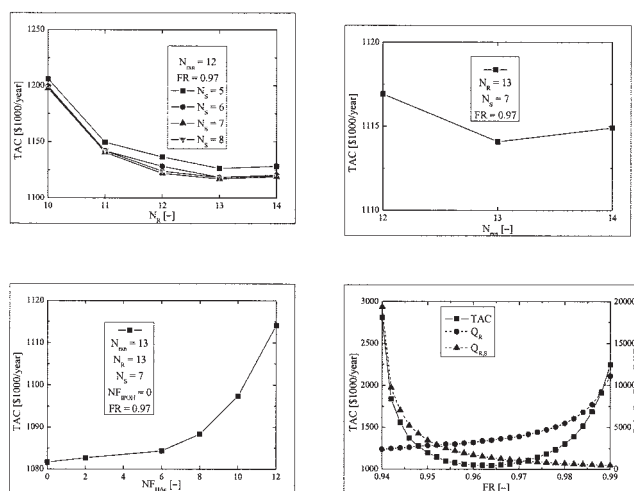 1250
1200
1150
1100
TAC [$1000/year]
N_rxn = 12
FR = 0.97
N_S = 5
N_S = 6
N_S = 7
N_S = 8
10 11 12 13 14
N_R [−]
1120
1115
1110
TAC [$1000/year]
N_R = 13
N_S = 7
FR = 0.97
12 13 14
[−]
1120
1110
1100
1090
1080
TAC [$1000/year]
N_rxn = 13
N_R = 13
N_S = 7
= 0
FR = 0.97
0 2 4 6 8 10 12
[−]
3000
2500
2000
1500
1000
TAC [$1000/year]
TAC
Q_R
Q_R,S
20000
15000
10000
5000
0
0.94 0.95 0.96 0.97 0.98 0.99
FR [−]